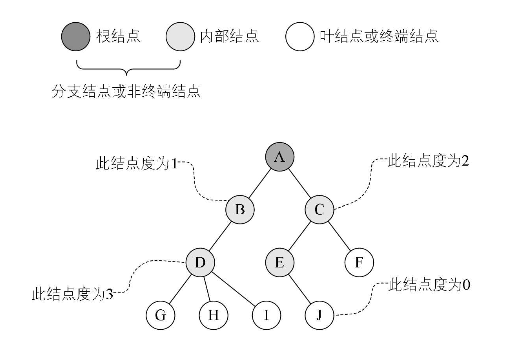 根结点 内部结点 叶结点或终端结点
分支结点或非终端结点
A
此结点度为1 此结点度为2
B C
D E F
此结点度为3 此结点度为0
G H I J